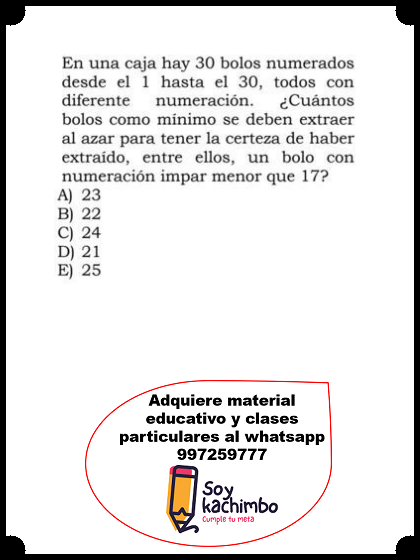 En una caja hay 30 bolos numerados
desde el 1 hasta el 30, todos con
diferente numeración. ¿Cuántos
bolos como mínimo se deben extraer
al azar para tener la certeza de haber
extraído, entre ellos, un bolo con
numeración impar menor que 17?
A) 23
B) 22
C) 24
D) 21
E) 25
Adquiere material
educativo y clases
particulares al whatsapp
997259777
Soy
kachimbo
Cumple tu meta